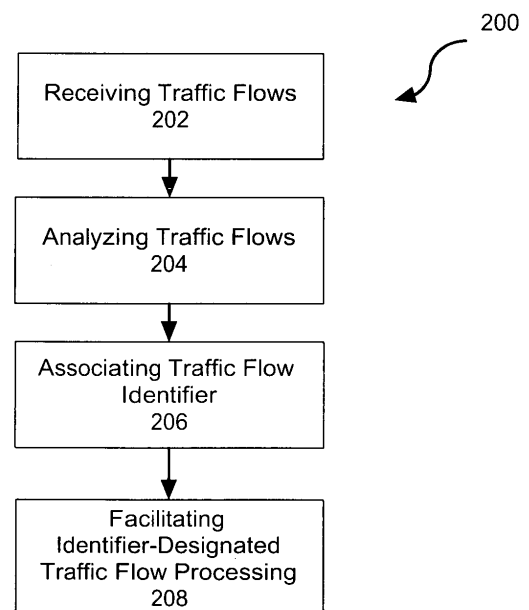 200
Receiving Traffic Flows
202
Analyzing Traffic Flows
204
Associating Traffic Flow
Identifier
206
Facilitating
Identifier-Designated
Traffic Flow Processing
208